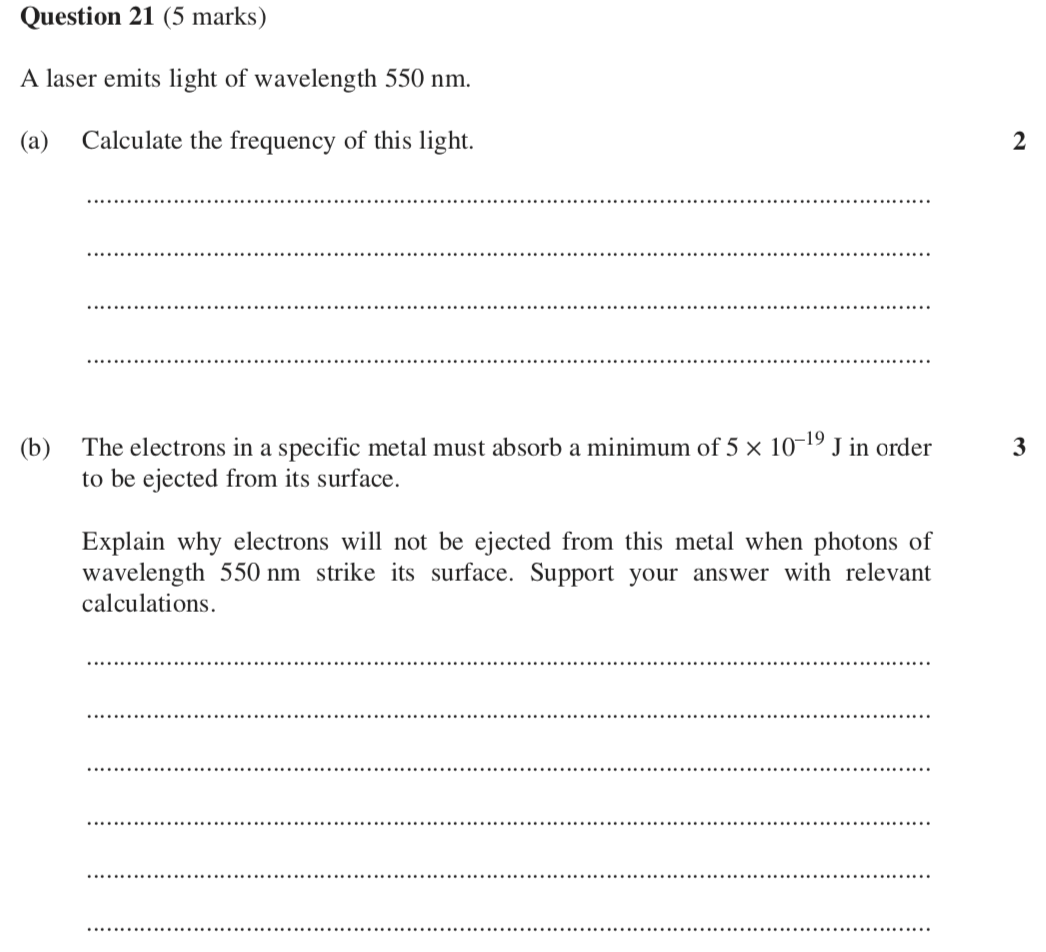 Question 21 (5 marks)
A laser emits light of wavelength 550 nm.
(a) Calculate the frequency of this light. 2
(b) The electrons in a specific metal must absorb a minimum of 5 × 10⁻¹⁹ J in order 3
to be ejected from its surface.
Explain why electrons will not be ejected from this metal when photons of
wavelength 550 nm strike its surface. Support your answer with relevant
calculations.